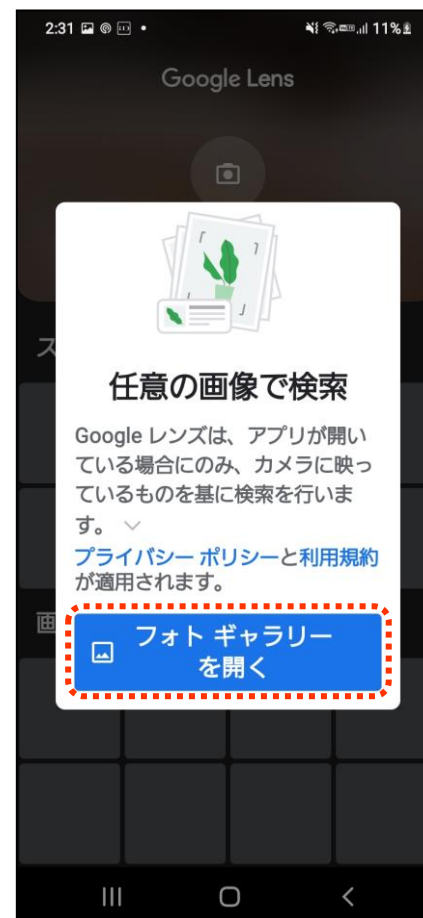 2:31 11%
Google Lens
ス
任意の画像で検索
Google レンズは、アプリが開い
ている場合にのみ、カメラに映っ
ているものを基に検索を行いま
す。
プライバシー ポリシーと利用規約
が適用されます。
画
フォト ギャラリー
を開く